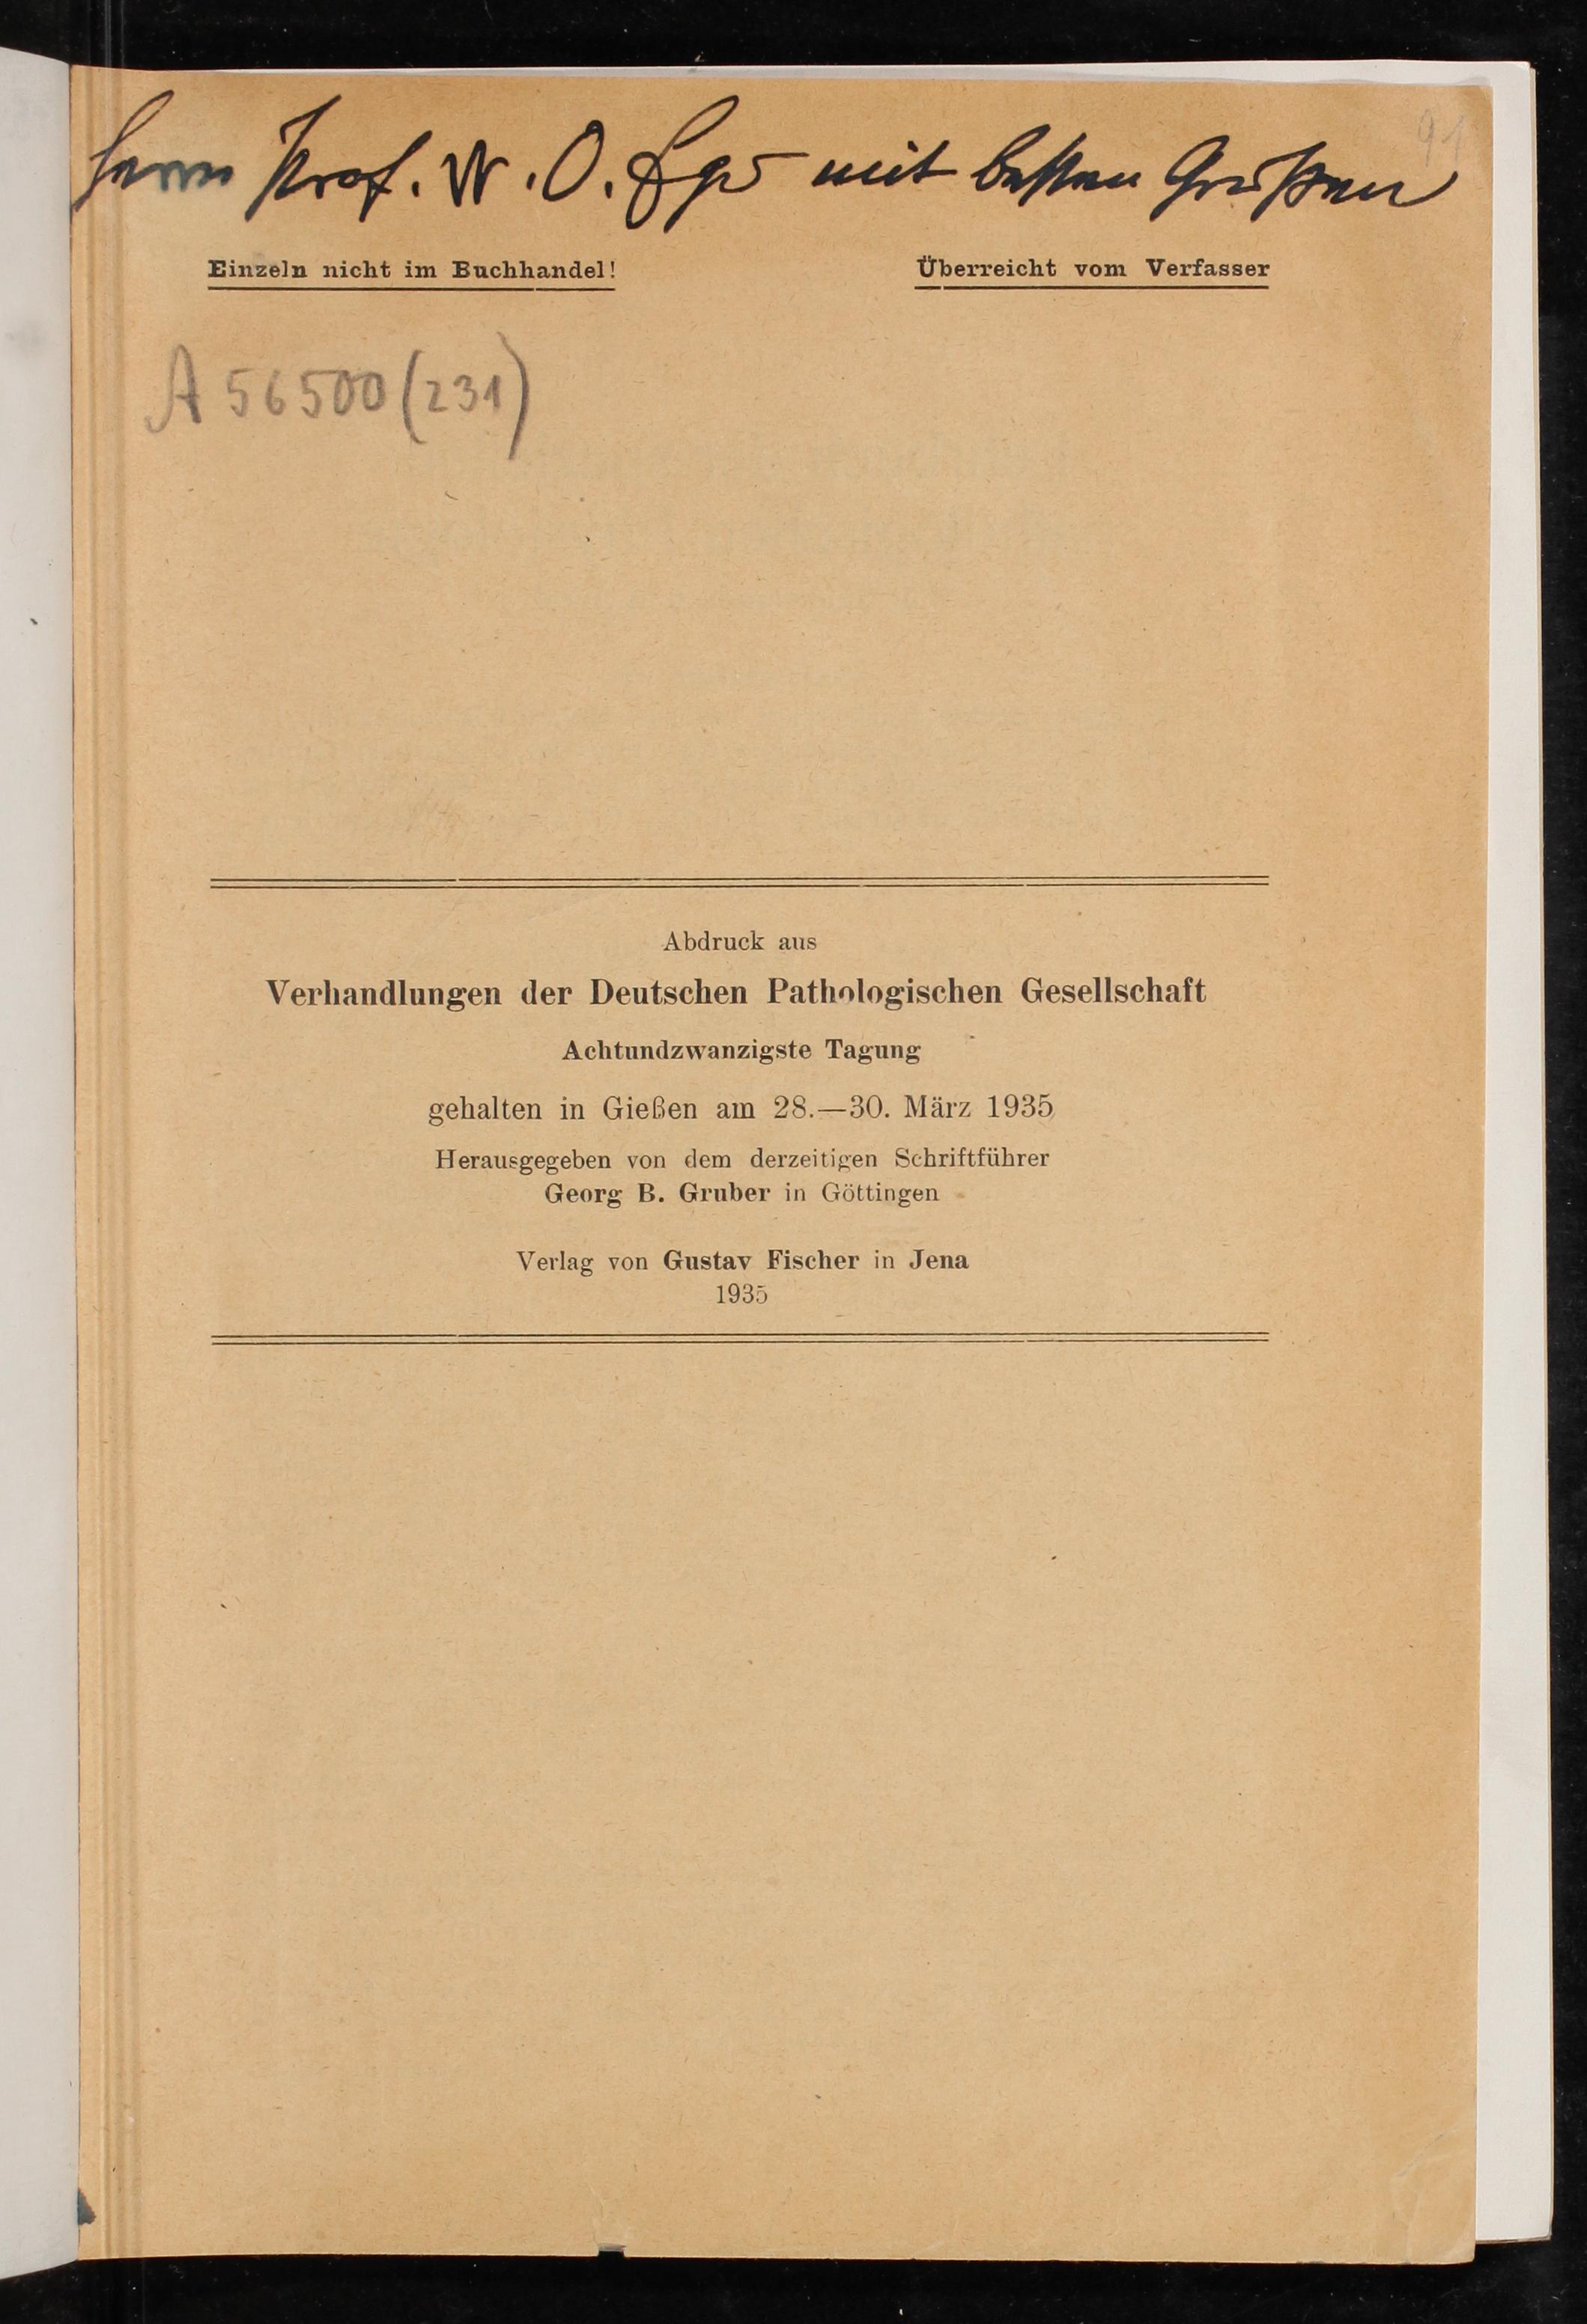 Herrn Prof. W. O. mit besten Grüßen
91
Einzeln nicht im Buchhandel!
Überreicht vom Verfasser
A 56500 (231)
Abdruck aus
Verhandlungen der Deutschen Pathologischen Gesellschaft
Achtundzwanzigste Tagung
gehalten in Gießen am 28.—30. März 1935
Herausgegeben von dem derzeitigen Schriftführer
Georg B. Gruber in Göttingen
Verlag von Gustav Fischer in Jena
1935